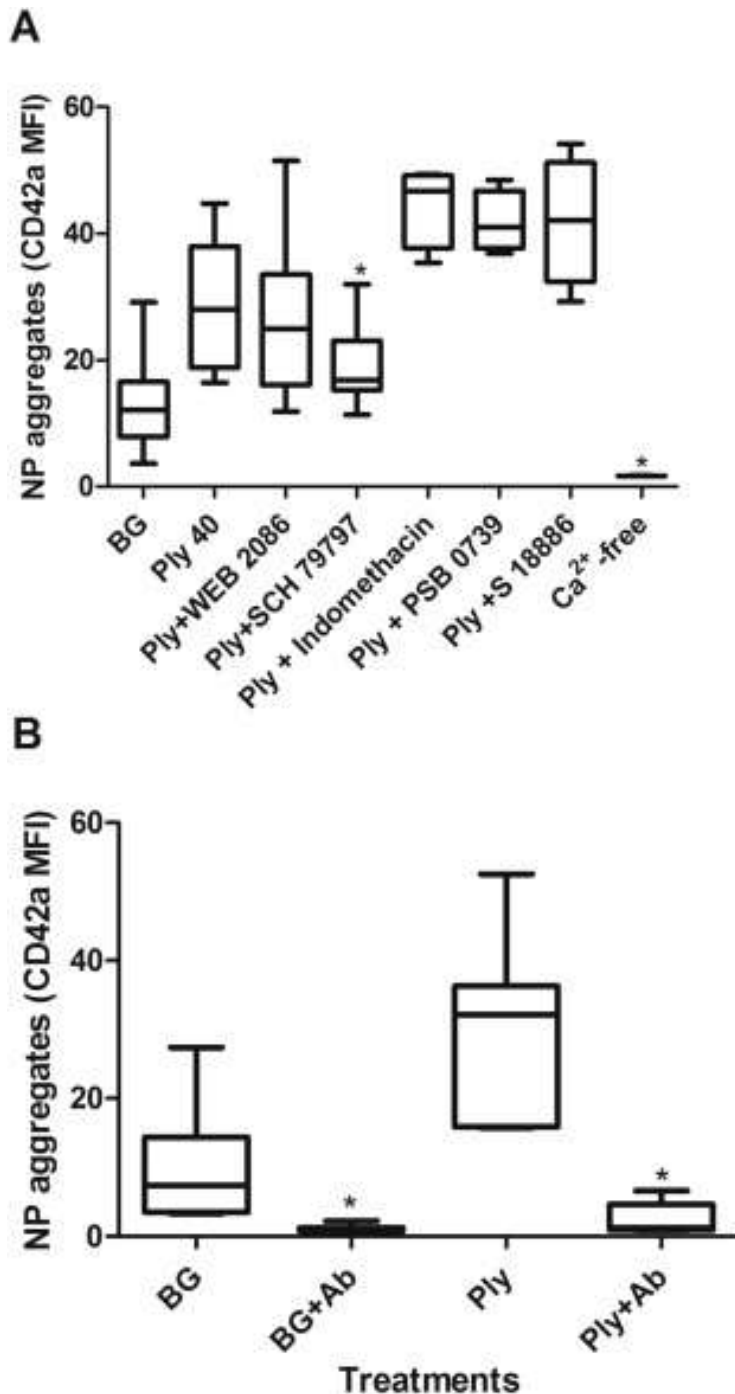 A
NP aggregates (CD42a MFI)
60
40
20
0
*
*
BG
Ply 40
Ply+WEB 2086
Ply+SCH 79797
Ply + Indomethacin
Ply + PSB 0739
Ply +S 18886
Ca²⁺ -free
B
NP aggregates (CD42a MFI)
60
40
20
0
*
*
BG
BG+Ab
Ply
Ply+Ab
Treatments